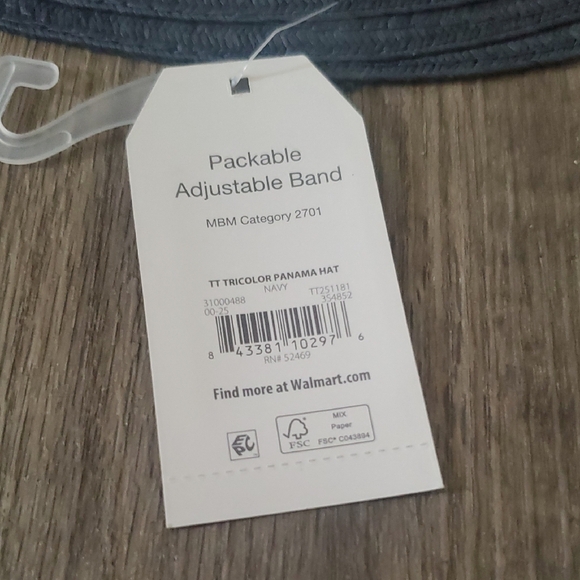 Packable
Adjustable Band
MBM Category 2701
TT TRICOLOR PANAMA HAT
NAVY
31000488 TT251181
00-25 354852
8 43381 10297 6
RN# 52469
Find more at Walmart.com
EPC
FSC
MIX
Paper
FSC® C043894